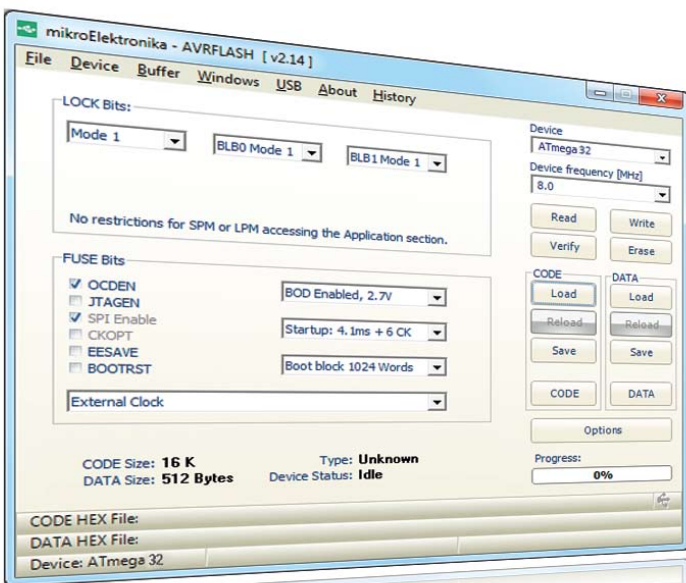 mikroElektronika - AVRFLASH [ v2.14 ]
File Device Buffer Windows USB About History
LOCK Bits:
Mode 1
BLB0 Mode 1
BLB1 Mode 1
No restrictions for SPM or LPM accessing the Application section.
FUSE Bits
OCDEN
JTAGEN
SPI Enable
CKOPT
EESAVE
BOOTRST
BOD Enabled, 2.7V
Startup: 4.1ms + 6 CK
Boot block 1024 Words
External Clock
CODE Size: 16 K
DATA Size: 512 Bytes
Type: Unknown
Device Status: Idle
Device
ATmega32
Device frequency [MHz]
8.0
Read Write
Verify Erase
CODE DATA
Load Load
Reload Reload
Save Save
CODE DATA
Options
Progress:
0%
CODE HEX File:
DATA HEX File:
Device: ATmega 32